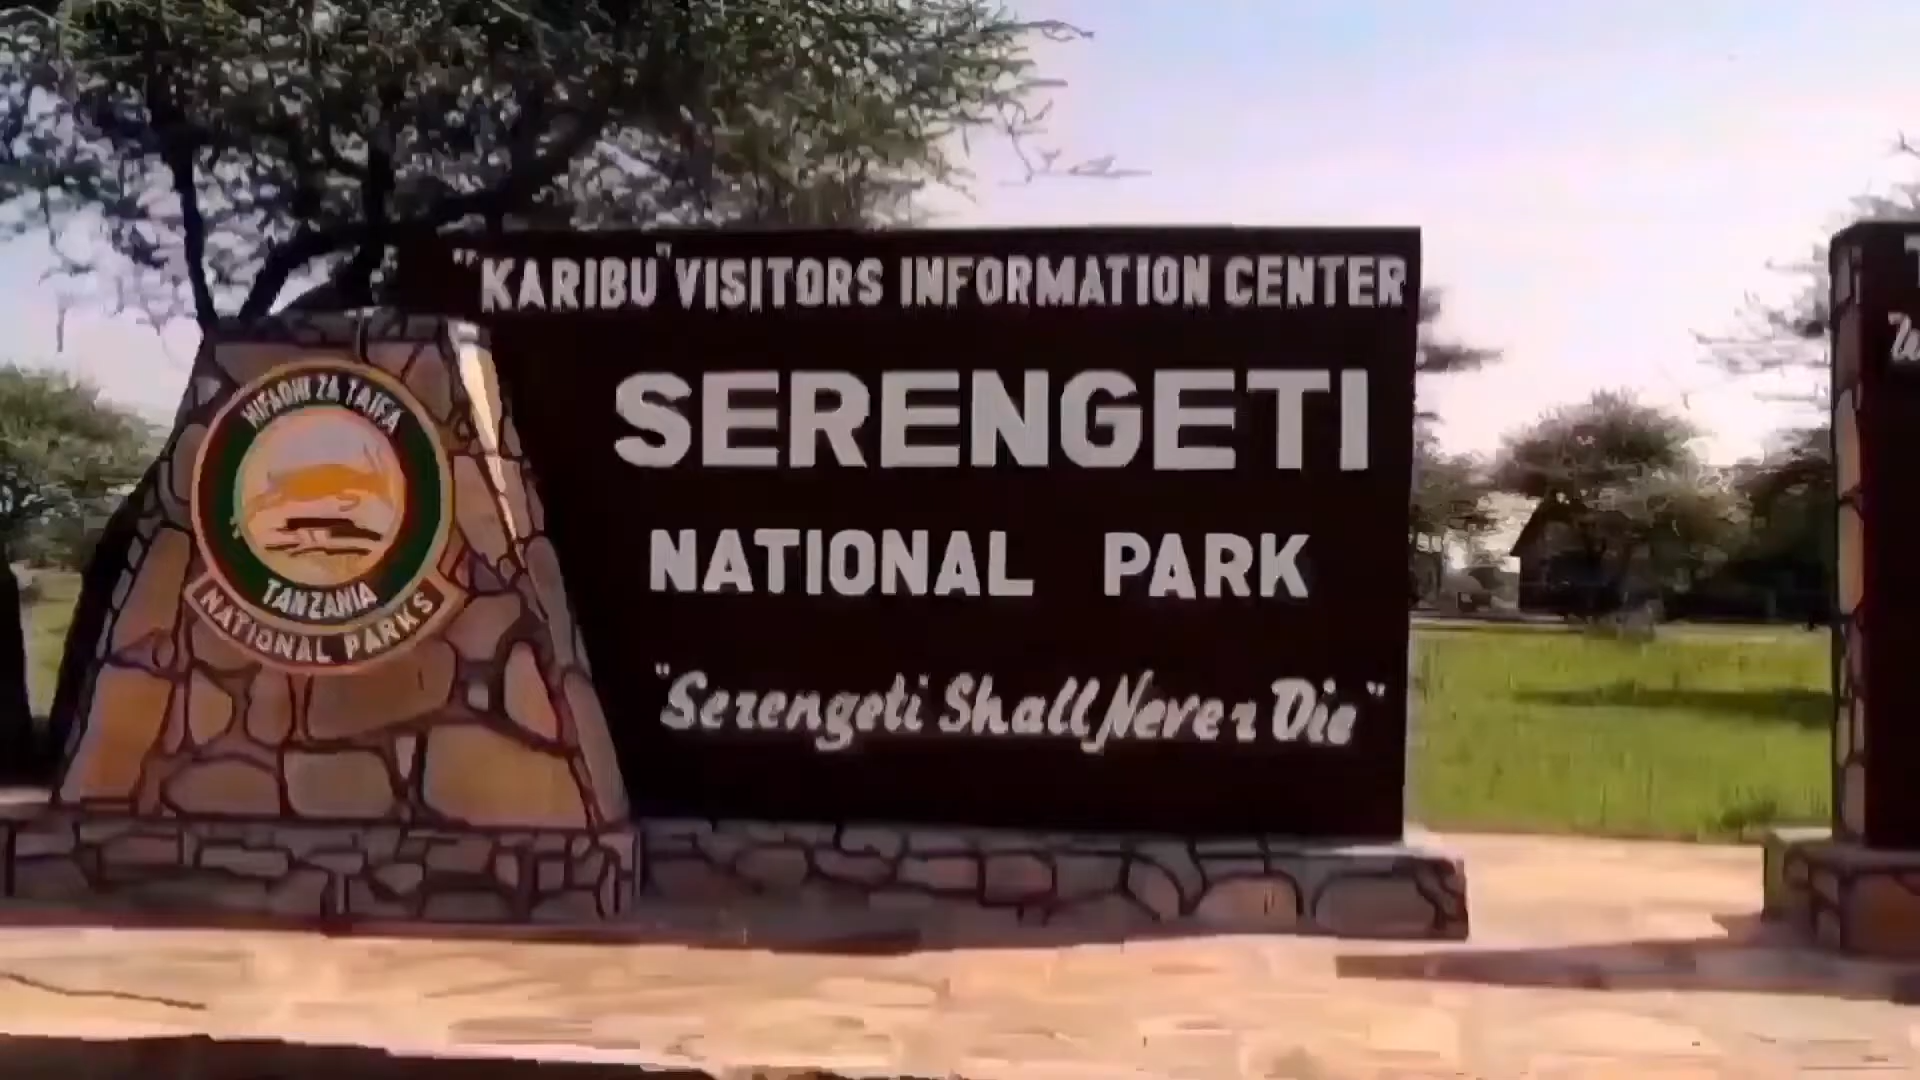 "KARIBU" VISITORS INFORMATION CENTER
SERENGETI
NATIONAL PARK
"Serengeti Shall Never Die"
HIFADHI ZA TAIFA
TANZANIA
NATIONAL PARKS